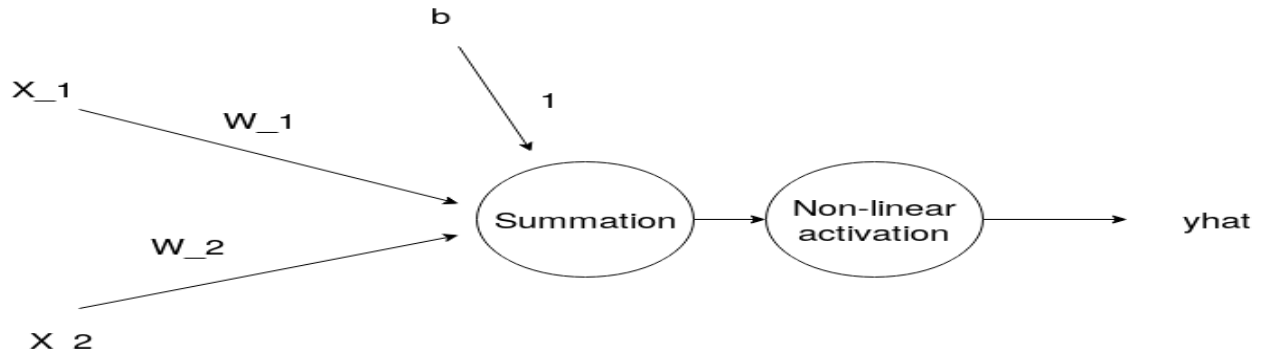 b
X_1
1
W_1
Summation
Non-linear
activation
yhat
W_2
X_2